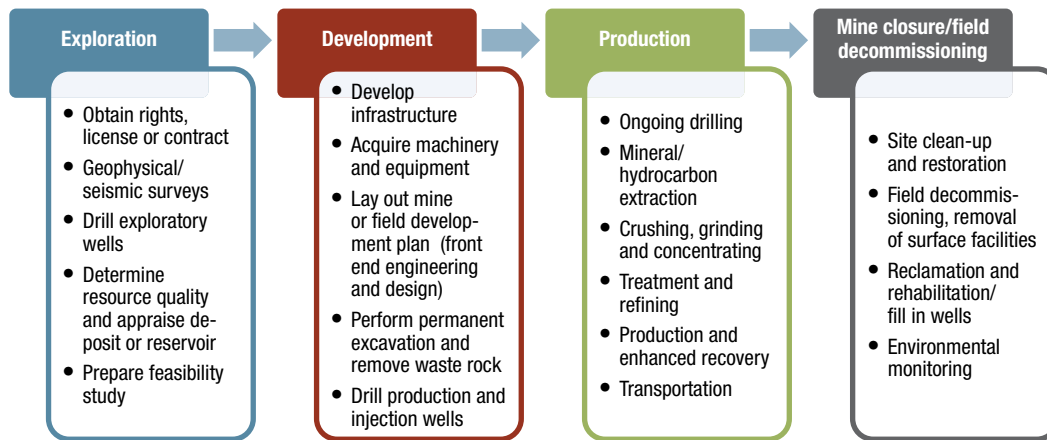 Exploration
• Obtain rights,
license or contract
• Geophysical/
seismic surveys
• Drill exploratory
wells
• Determine
resource quality
and appraise de-
posit or reservoir
• Prepare feasibility
study
Development
• Develop
infrastructure
• Acquire machinery
and equipment
• Lay out mine
or field develop-
ment plan (front
end engineering
and design)
• Perform permanent
excavation and
remove waste rock
• Drill production and
injection wells
Production
• Ongoing drilling
• Mineral/
hydrocarbon
extraction
• Crushing, grinding
and concentrating
• Treatment and
refining
• Production and
enhanced recovery
• Transportation
Mine closure/field
decommissioning
• Site clean-up
and restoration
• Field decommis-
sioning, removal
of surface facilities
• Reclamation and
rehabilitation/
fill in wells
• Environmental
monitoring